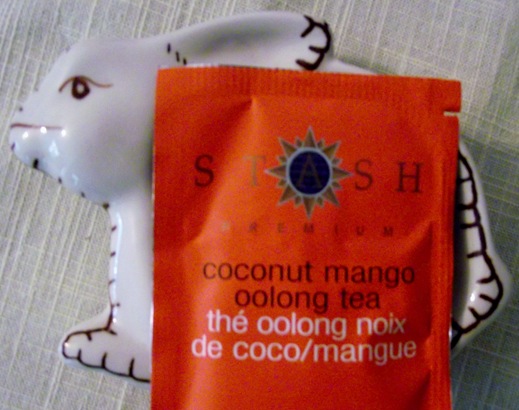 STASH
PREMIUM
coconut mango
oolong tea
thé oolong noix
de coco/mangue